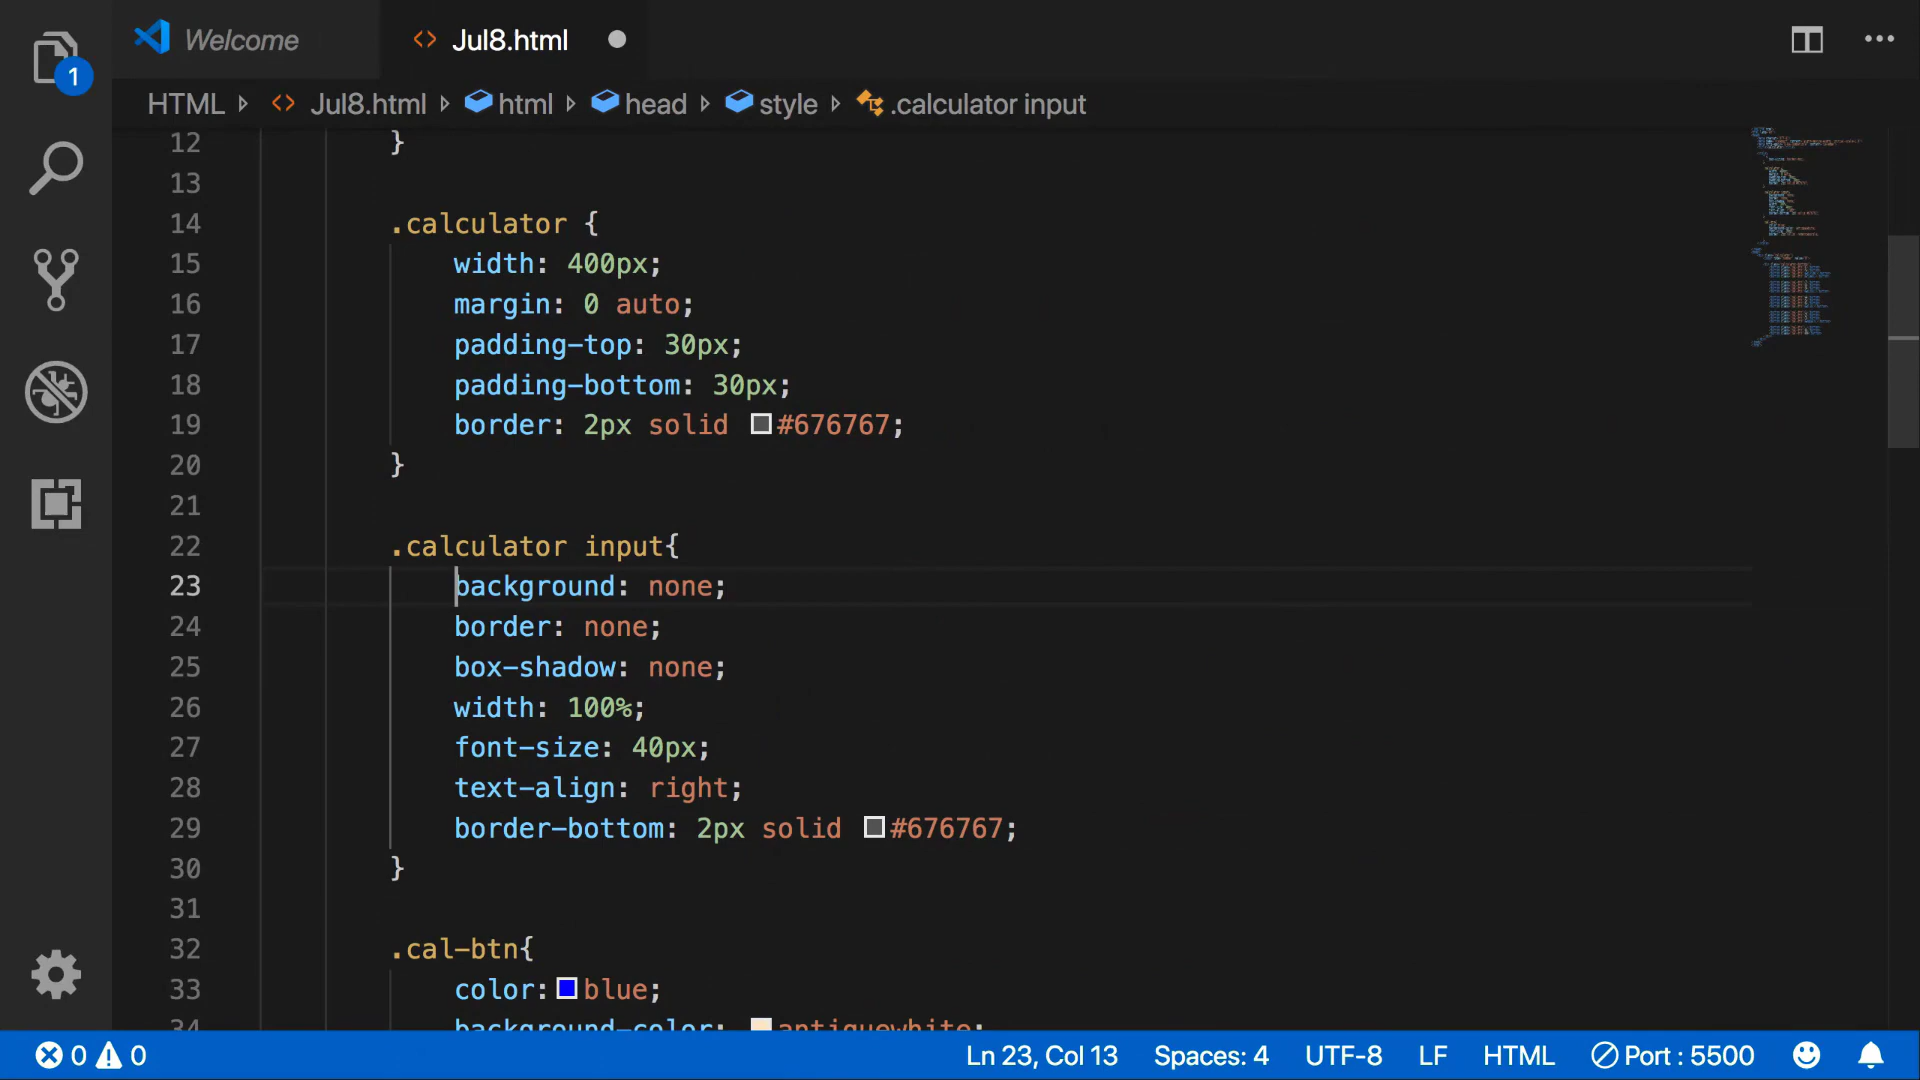 Welcome
Jul8.html
1
HTML Jul8.html html head style .calculator input
12 }
13
14 .calculator {
15 width: 400px;
16 margin: 0 auto;
17 padding-top: 30px;
18 padding-bottom: 30px;
19 border: 2px solid #676767;
20 }
21
22 .calculator input{
23 background: none;
24 border: none;
25 box-shadow: none;
26 width: 100%;
27 font-size: 40px;
28 text-align: right;
29 border-bottom: 2px solid #676767;
30 }
31
32 .cal-btn{
33 color: blue;
34 background-color: antiquewhite;
0 0 Ln 23, Col 13 Spaces: 4 UTF-8 LF HTML Port : 5500